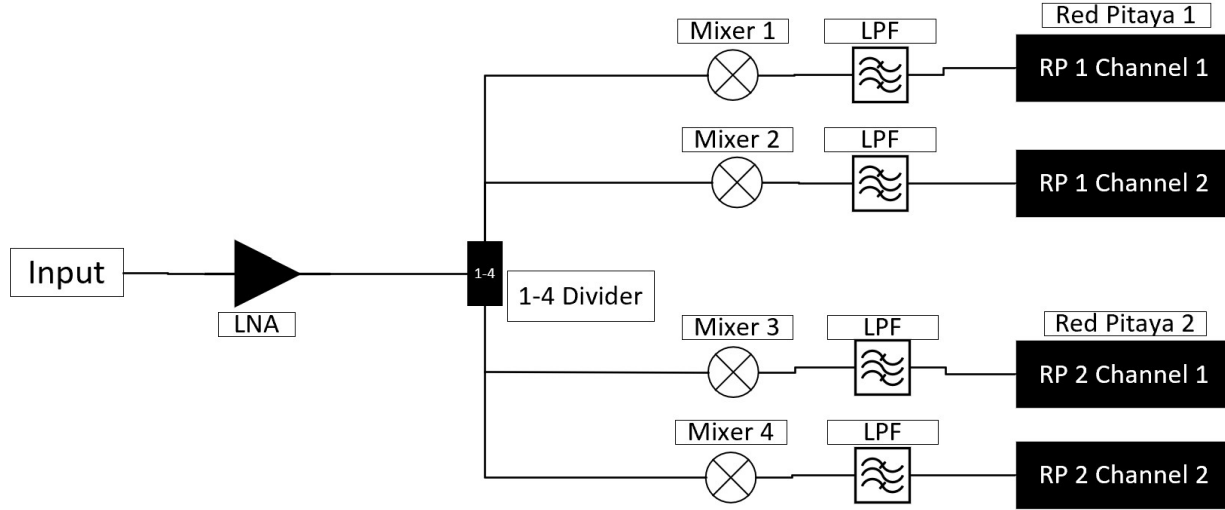 Red Pitaya 1
Mixer 1
LPF
RP 1 Channel 1
Mixer 2
LPF
RP 1 Channel 2
Input
LNA
1-4
1-4 Divider
Red Pitaya 2
Mixer 3
LPF
RP 2 Channel 1
Mixer 4
LPF
RP 2 Channel 2